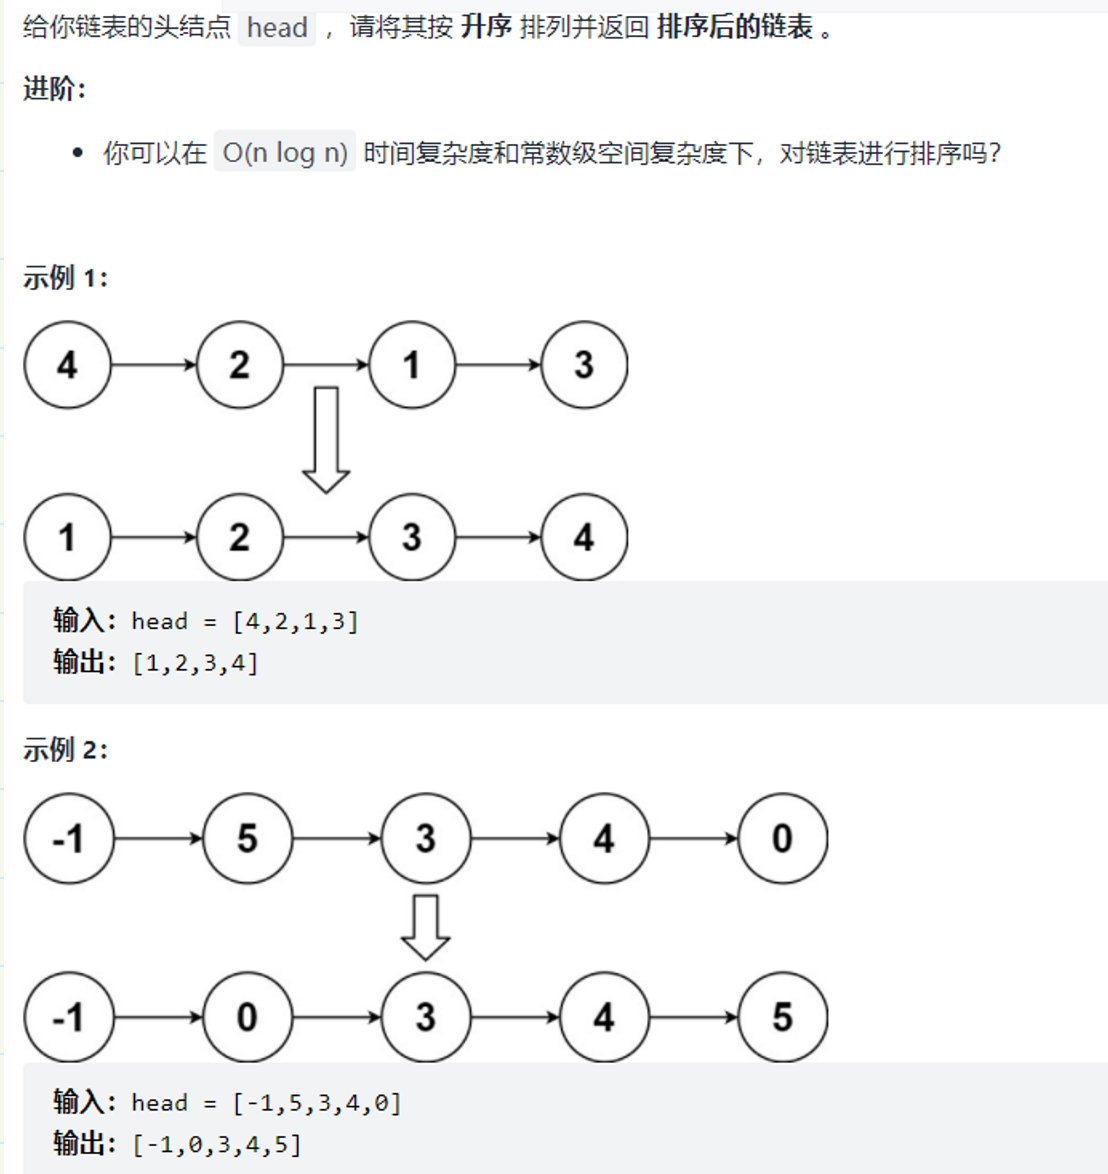 给你链表的头结点 head ，请将其按 升序 排列并返回 排序后的链表 。
进阶：
• 你可以在 O(n log n) 时间复杂度和常数级空间复杂度下，对链表进行排序吗？
示例 1：
4 2 1 3
1 2 3 4
输入：head = [4,2,1,3]
输出：[1,2,3,4]
示例 2：
-1 5 3 4 0
-1 0 3 4 5
输入：head = [-1,5,3,4,0]
输出：[-1,0,3,4,5]